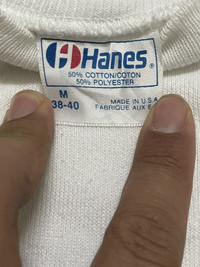 Hanes®
50% COTTON/COTON
50% POLYESTER
M
38-40
MADE IN U.S.A.
FABRIQUE AUX